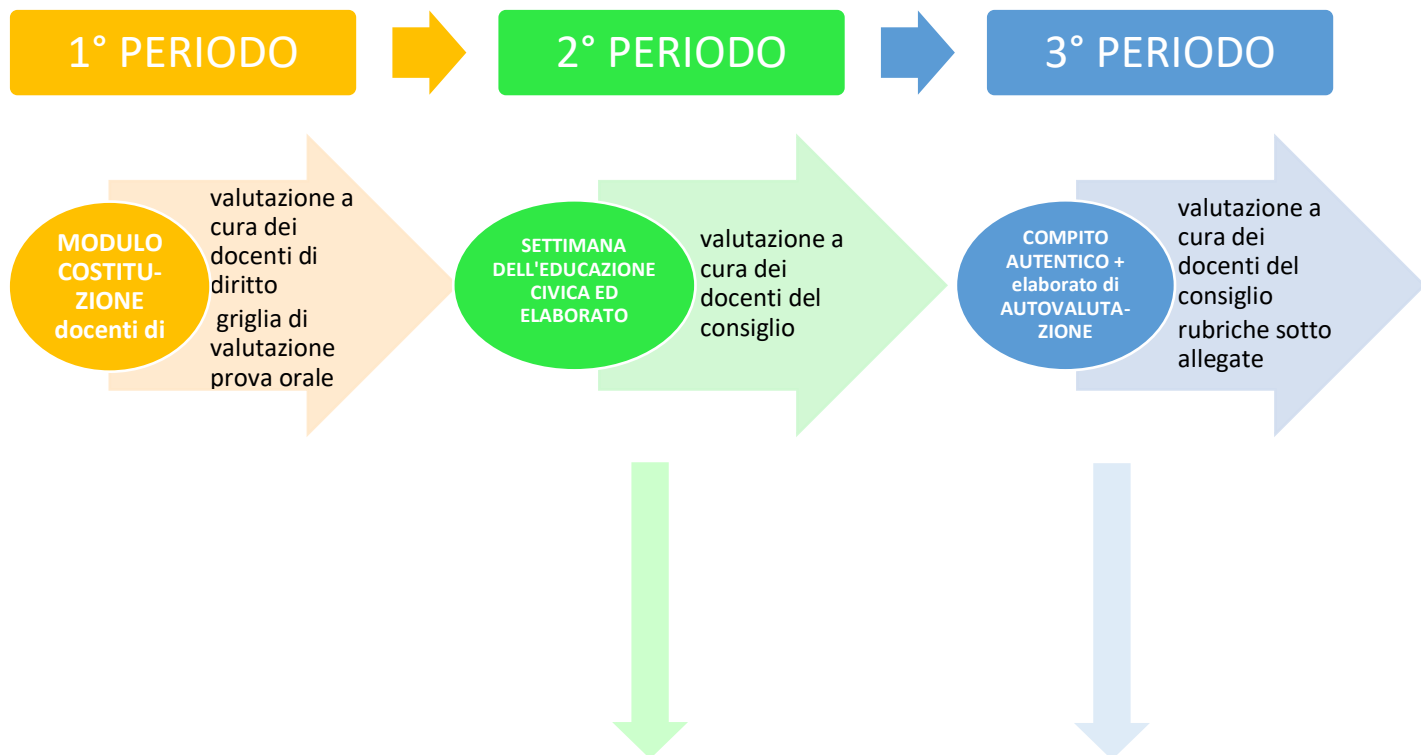 1° PERIODO
2° PERIODO
3° PERIODO
MODULO
COSTITU-
ZIONE
docenti di
valutazione a
cura dei
docenti di
diritto
griglia di
valutazione
prova orale
SETTIMANA
DELL'EDUCAZIONE
CIVICA ED
ELABORATO
valutazione a
cura dei
docenti del
consiglio
COMPITO
AUTENTICO +
elaborato di
AUTOVALUTA-
ZIONE
valutazione a
cura dei
docenti del
consiglio
rubriche sotto
allegate